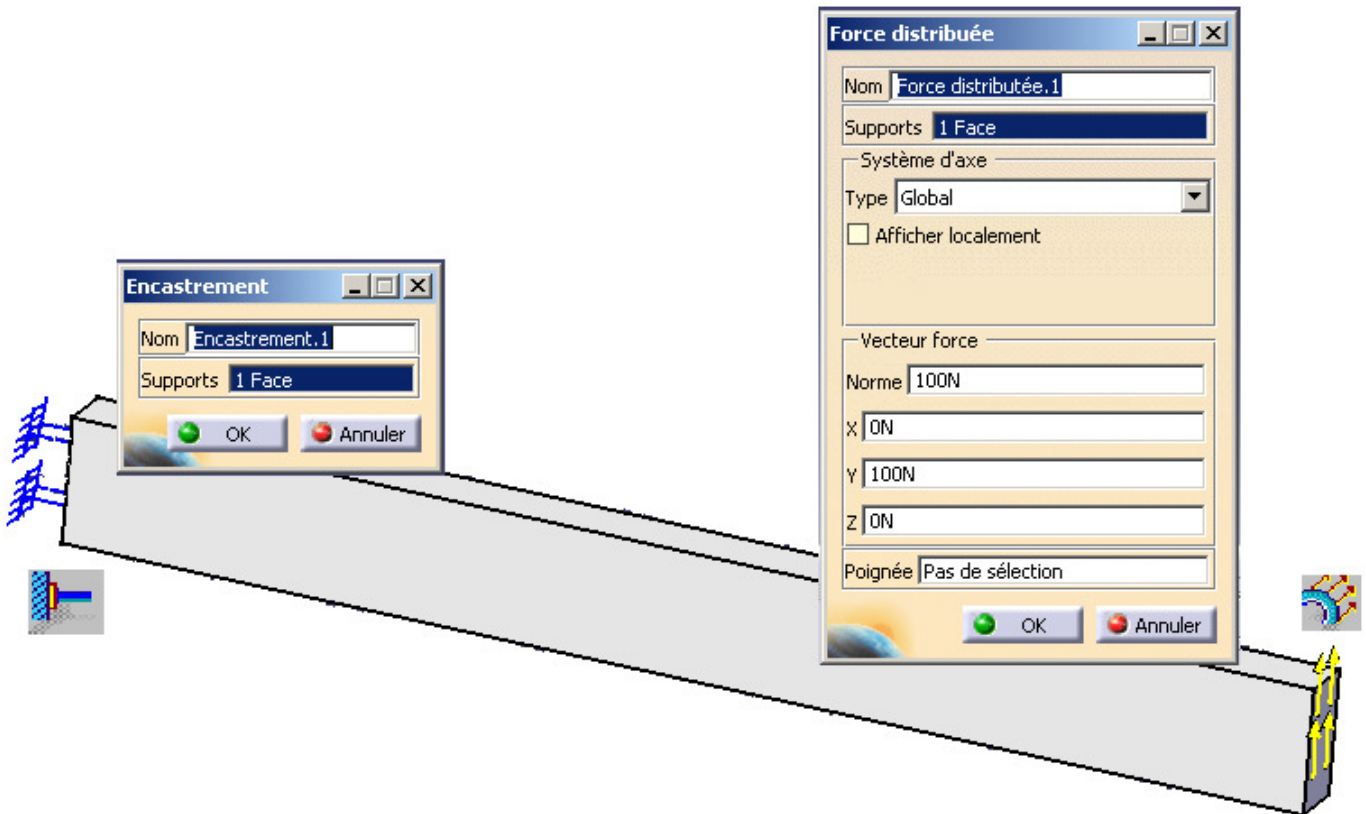 Force distribuée
Nom Force distributée.1
Supports 1 Face
Système d'axe
Type Global
Afficher localement
Vecteur force
Norme 100N
X 0N
Y 100N
Z 0N
Poignée Pas de sélection
OK Annuler
Encastrement
Nom Encastrement.1
Supports 1 Face
OK Annuler